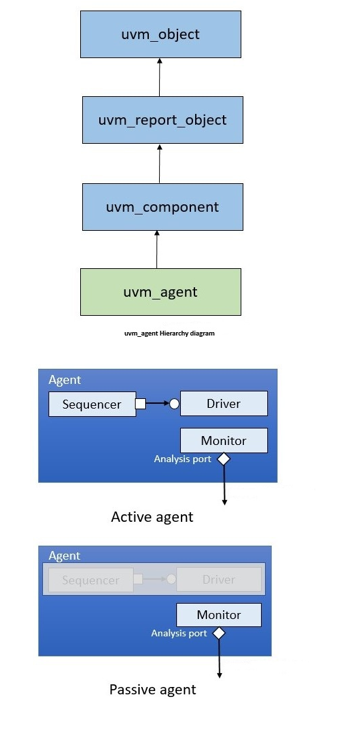 uvm_object
uvm_report_object
uvm_component
uvm_agent
uvm_agent Hierarchy diagram
Agent
Sequencer
Driver
Monitor
Analysis port
Active agent
Agent
Sequencer
Driver
Monitor
Analysis port
Passive agent